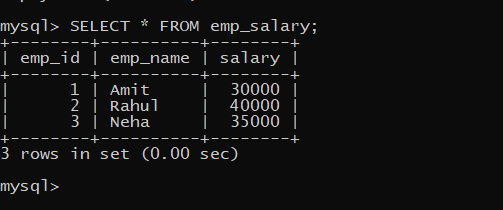 mysql> SELECT * FROM emp_salary;
+--------+----------+--------+
| emp_id | emp_name | salary |
+--------+----------+--------+
|      1 | Amit     |  30000 |
|      2 | Rahul    |  40000 |
|      3 | Neha     |  35000 |
+--------+----------+--------+
3 rows in set (0.00 sec)
mysql>